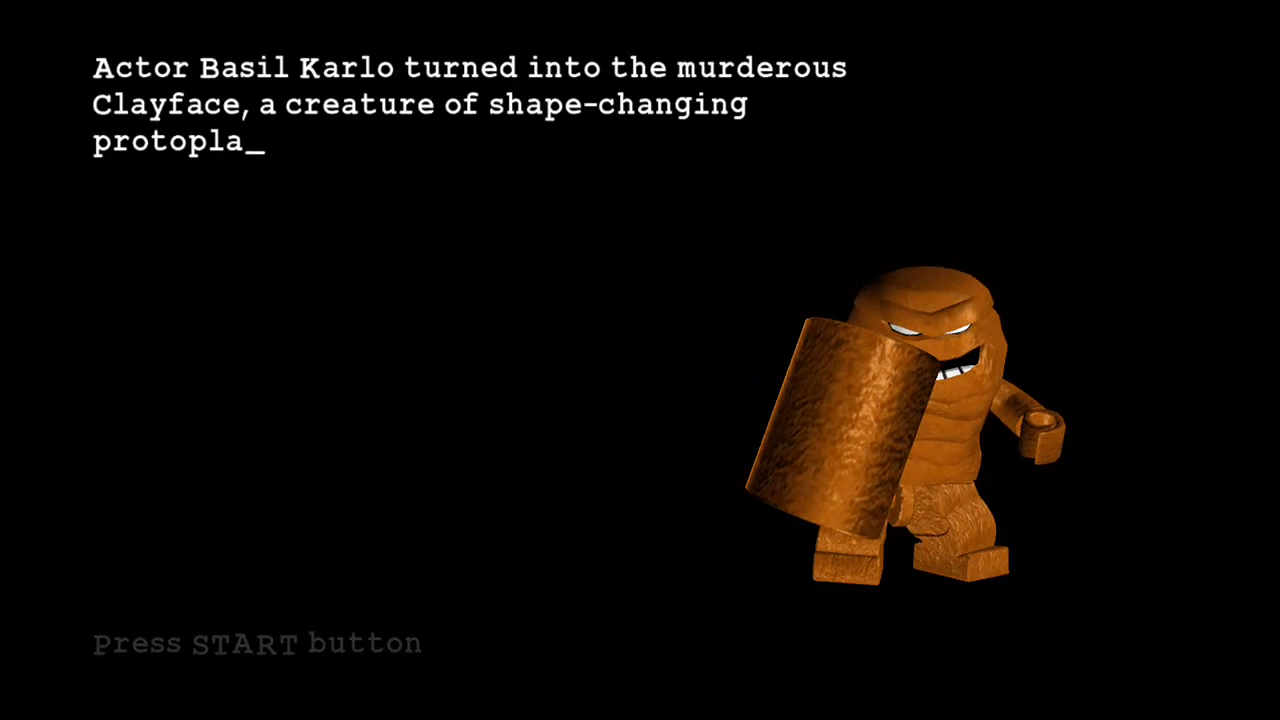 Actor Basil Karlo turned into the murderous
Clayface, a creature of shape-changing
protopla_
Press START button